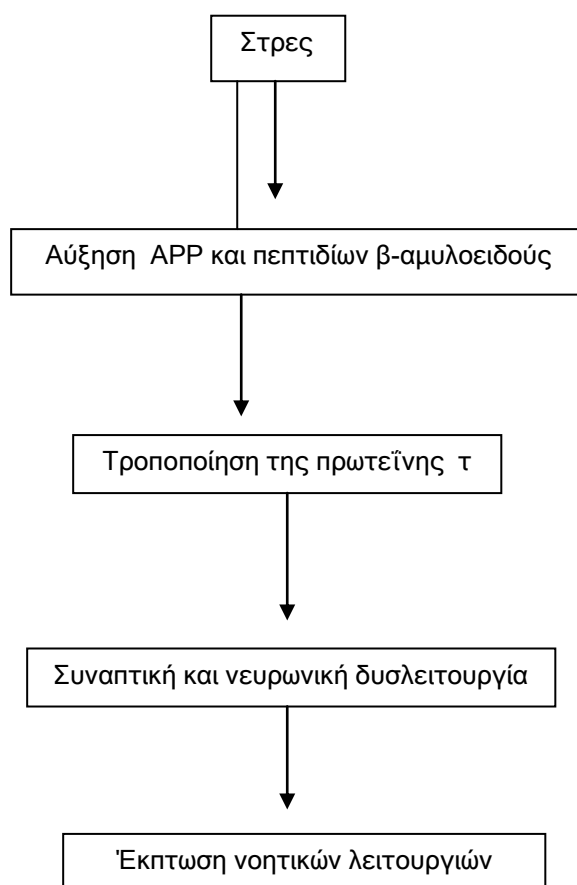 Στρες
Αύξηση APP και πεπτιδίων β-αμυλοειδούς
Τροποποίηση της πρωτεΐνης τ
Συναπτική και νευρωνική δυσλειτουργία
Έκπτωση νοητικών λειτουργιών